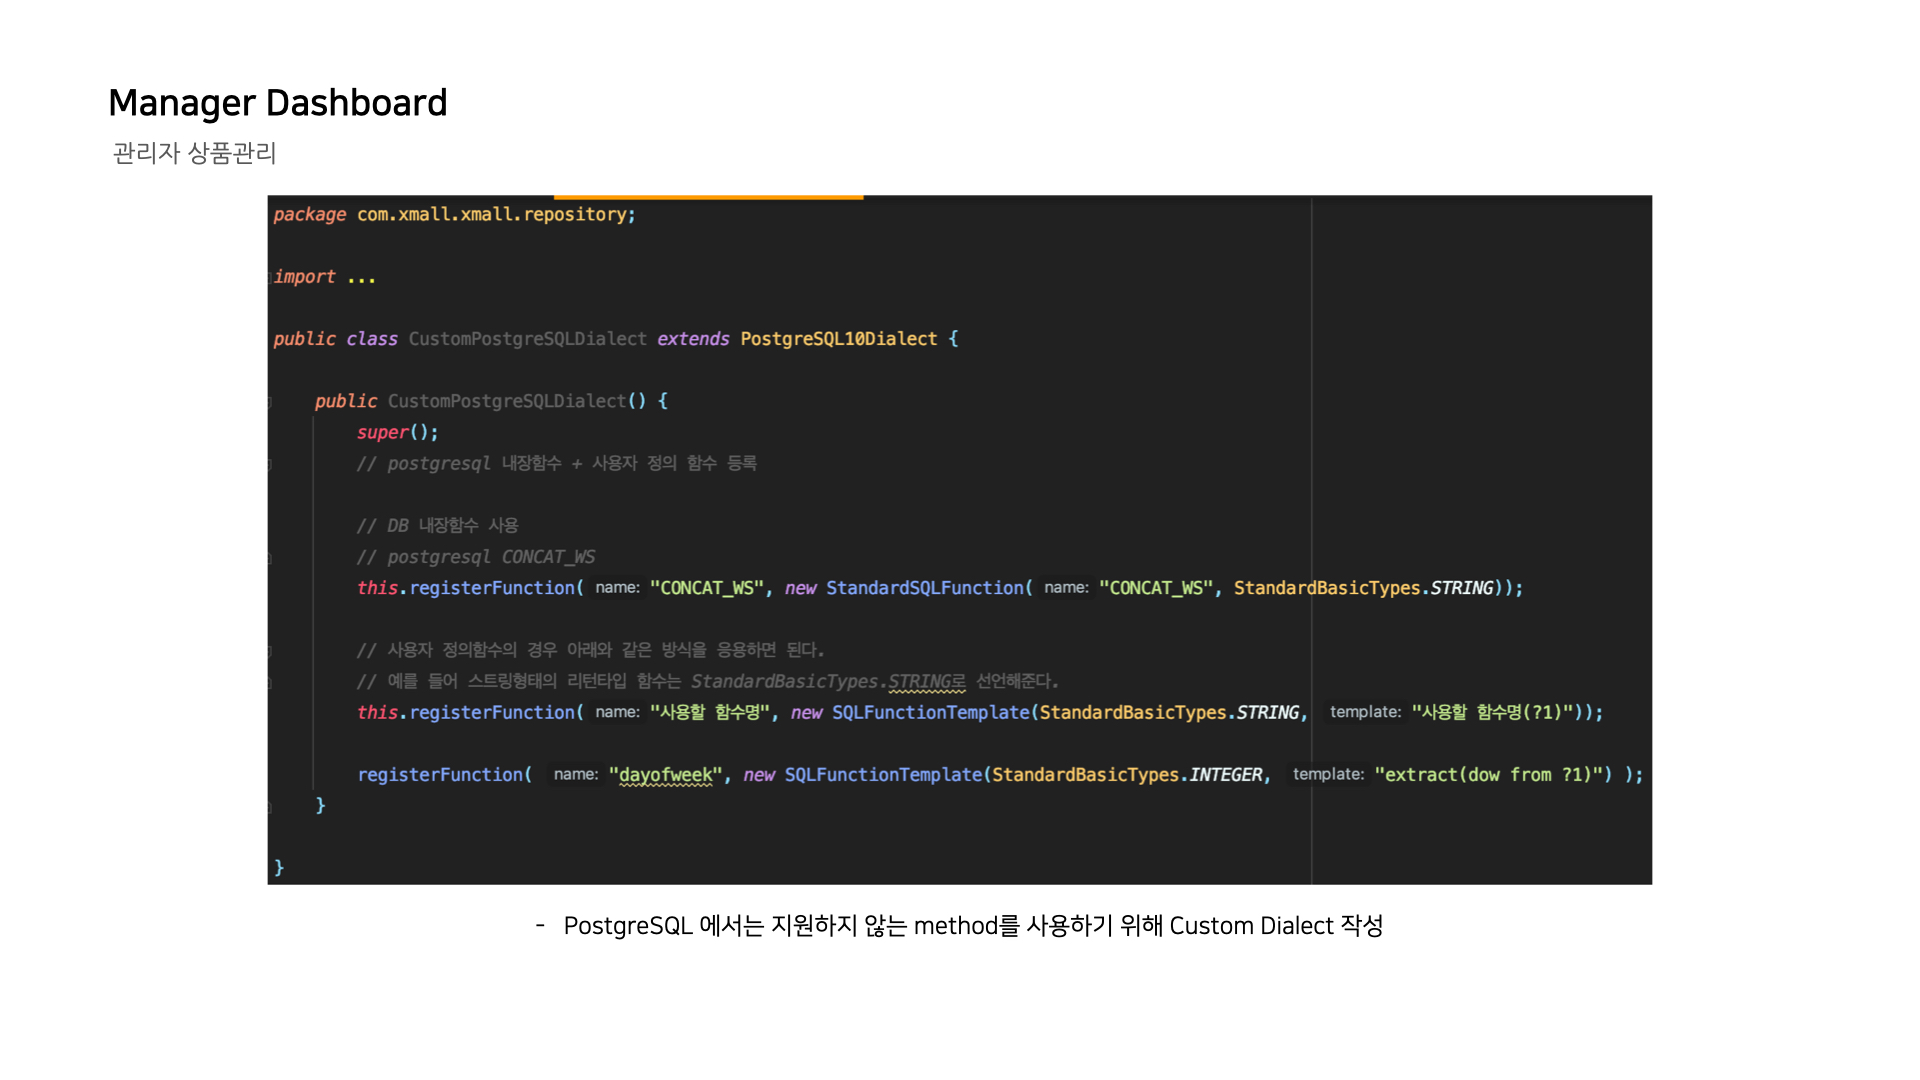 Manager Dashboard
관리자 상품관리
package com.xmall.xmall.repository;
import ...
public class CustomPostgreSQLDialect extends PostgreSQL10Dialect {
public CustomPostgreSQLDialect() {
super();
// postgresql 내장함수 + 사용자 정의 함수 등록
// DB 내장함수 사용
// postgresql CONCAT_WS
this.registerFunction( name: "CONCAT_WS", new StandardSQLFunction( name: "CONCAT_WS", StandardBasicTypes.STRING));
// 사용자 정의함수의 경우 아래와 같은 방식을 응용하면 된다.
// 예를 들어 스트링형태의 리턴타입 함수는 StandardBasicTypes.STRING로 선언해준다.
this.registerFunction( name: "사용할 함수명", new SQLFunctionTemplate(StandardBasicTypes.STRING, template: "사용할 함수명(?1)"));
registerFunction( name: "dayofweek", new SQLFunctionTemplate(StandardBasicTypes.INTEGER, template: "extract(dow from ?1)") );
}
}
- PostgreSQL 에서는 지원하지 않는 method를 사용하기 위해 Custom Dialect 작성